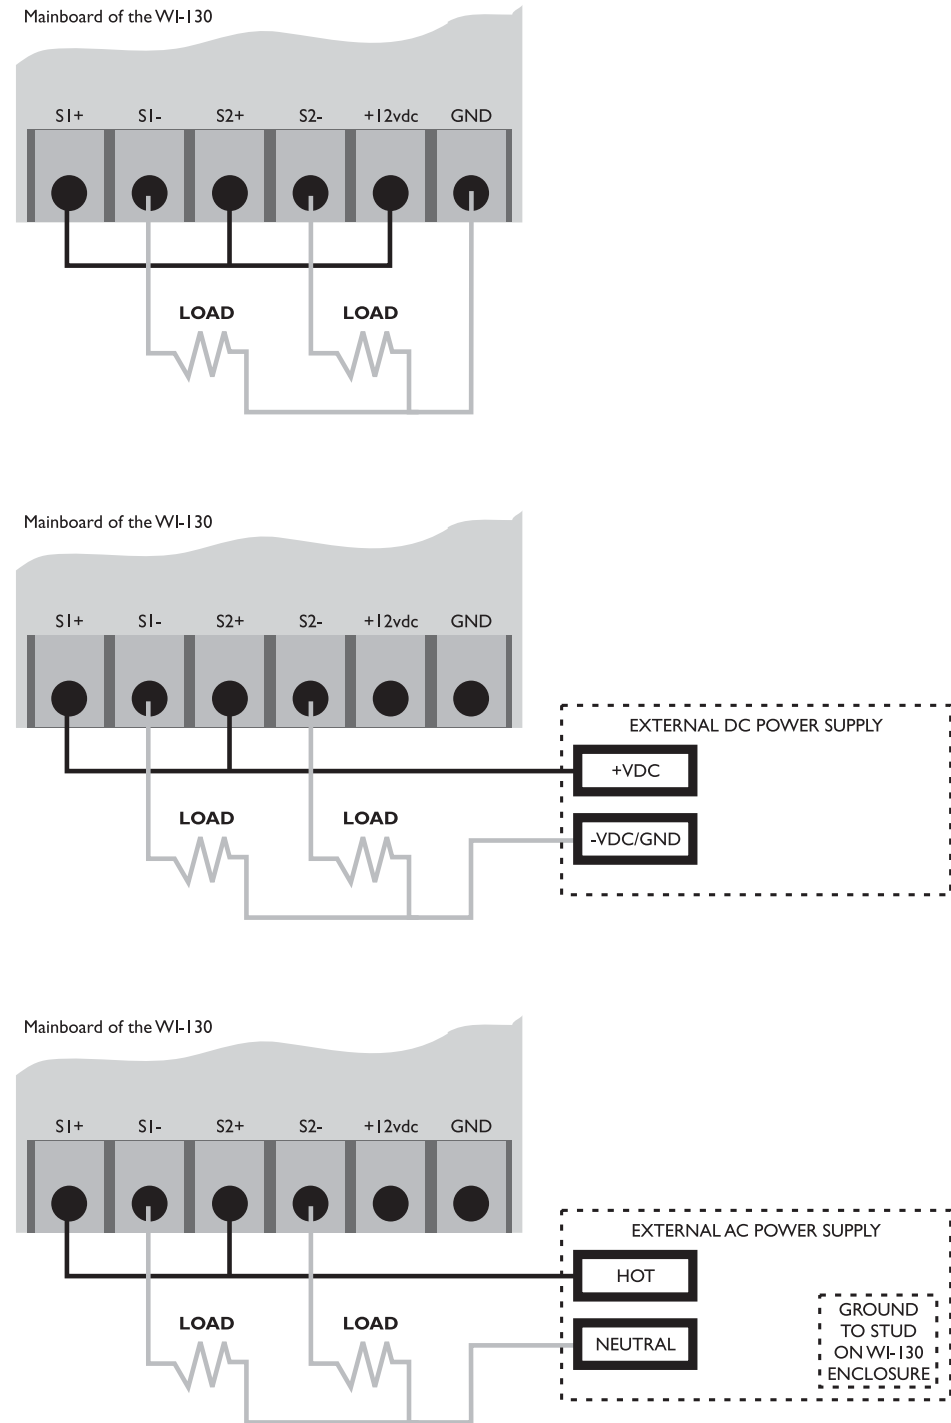 Mainboard of the WI-130
S1+ S1- S2+ S2- +12vdc GND
LOAD LOAD
Mainboard of the WI-130
S1+ S1- S2+ S2- +12vdc GND
EXTERNAL DC POWER SUPPLY
+VDC
LOAD LOAD
-VDC/GND
Mainboard of the WI-130
S1+ S1- S2+ S2- +12vdc GND
EXTERNAL AC POWER SUPPLY
HOT
LOAD LOAD
NEUTRAL
GROUND
TO STUD
ON WI-130
ENCLOSURE